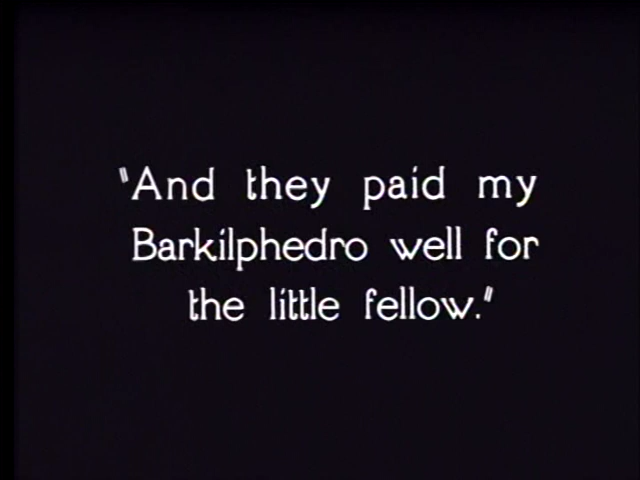 "And they paid my
Barkilphedro well for
the little fellow."